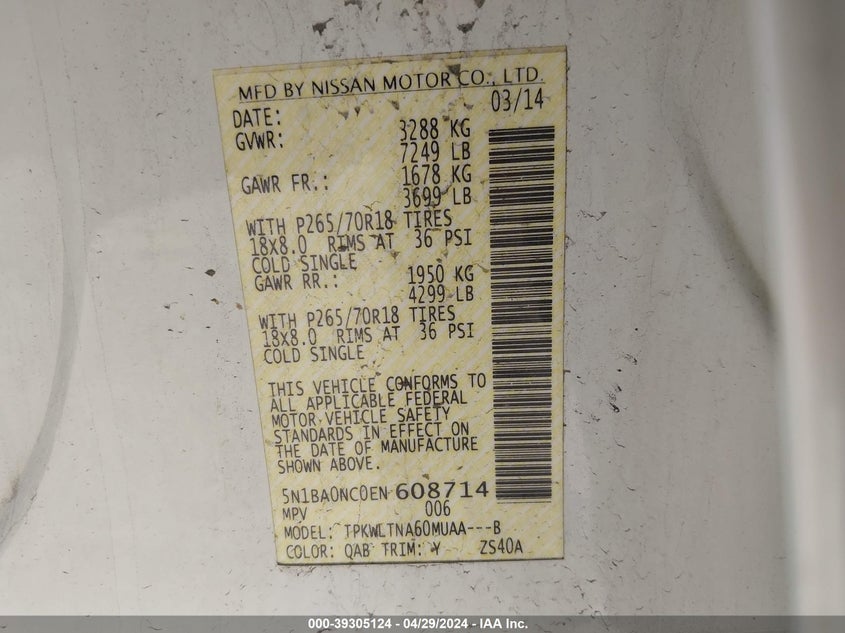 MFD BY NISSAN MOTOR CO., LTD.
DATE: 03/14
GVWR: 3288 KG
7249 LB
GAWR FR.: 1678 KG
3699 LB
WITH P265/70R18 TIRES
18X8.0 RIMS AT 36 PSI
COLD SINGLE
GAWR RR.: 1950 KG
4299 LB
WITH P265/70R18 TIRES
18X8.0 RIMS AT 36 PSI
COLD SINGLE
THIS VEHICLE CONFORMS TO
ALL APPLICABLE FEDERAL
MOTOR VEHICLE SAFETY
STANDARDS IN EFFECT ON
THE DATE OF MANUFACTURE
SHOWN ABOVE.
5N1BA0NC0EN 608714
MPV 006
MODEL: TPKWLTNA60MUAA---B
COLOR: QAB TRIM: Y ZS40A
000-39305124 - 04/29/2024 - IAA Inc.